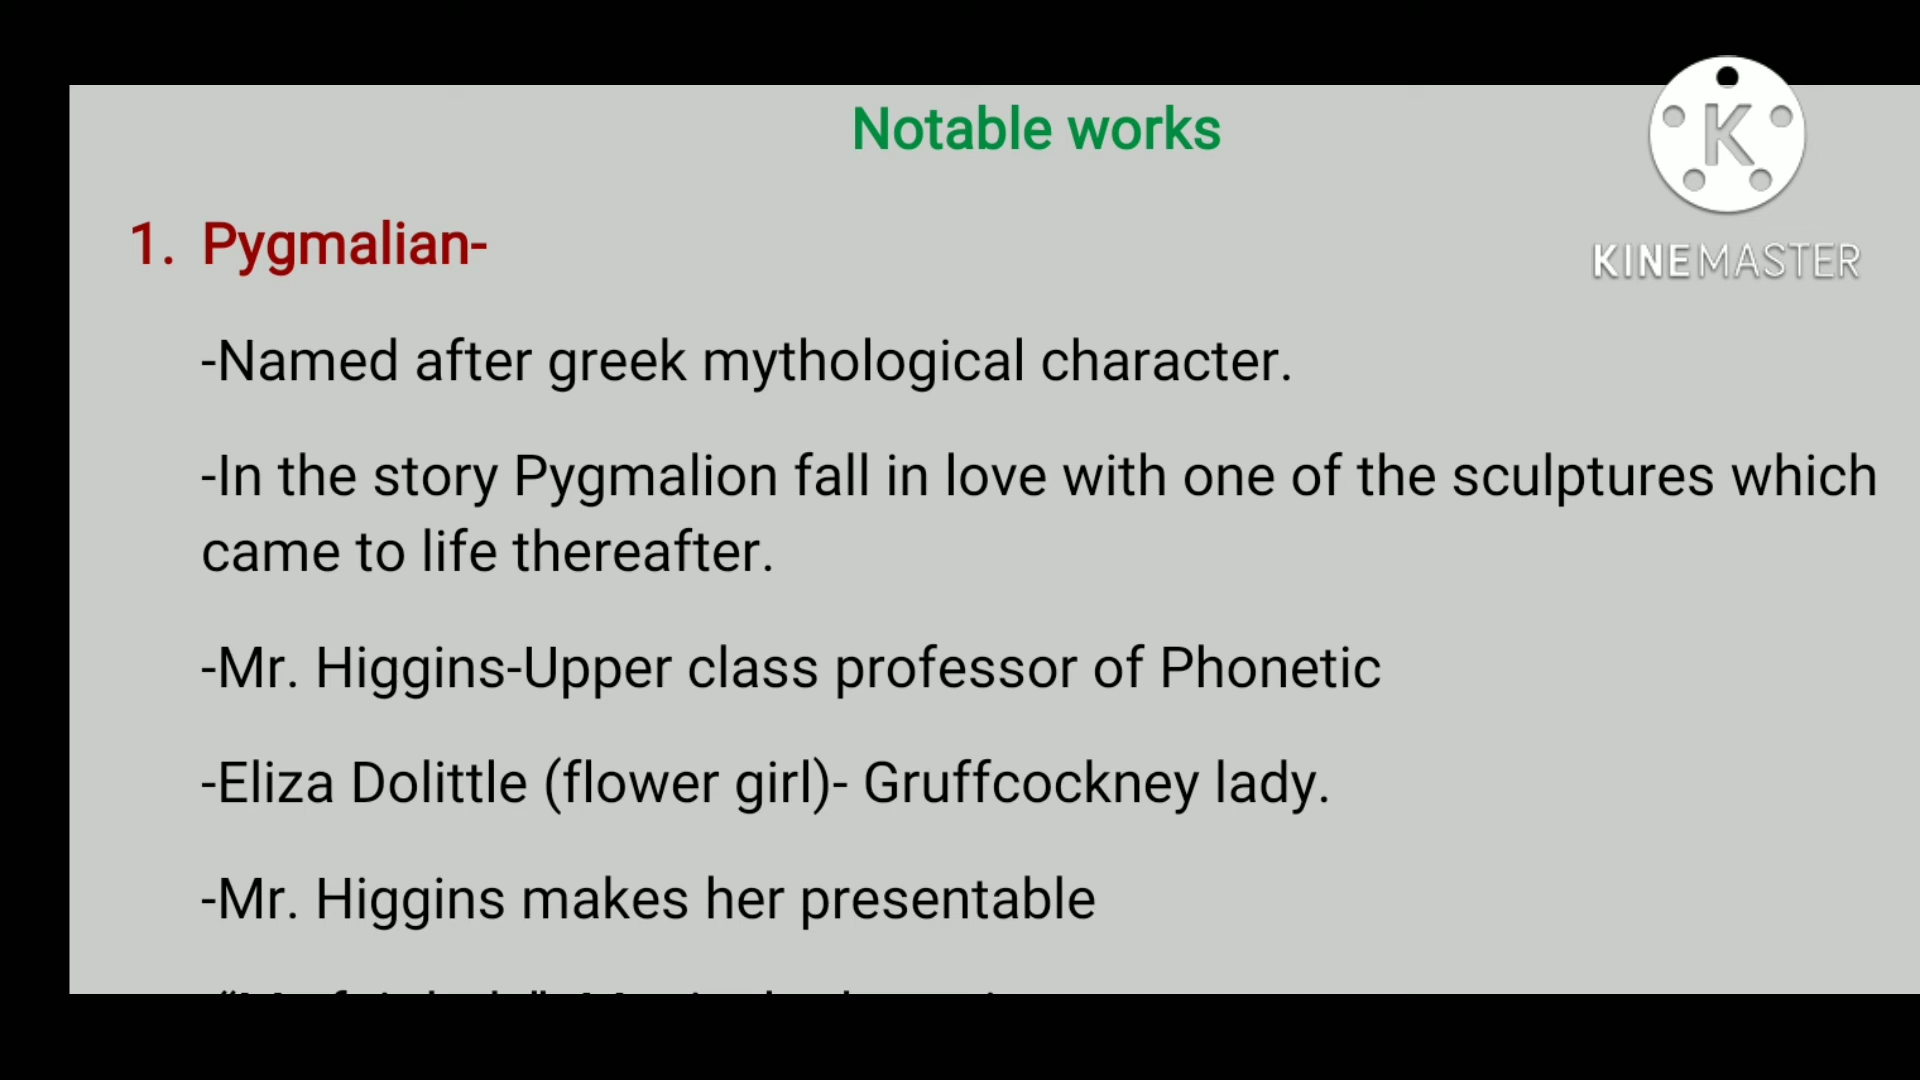 Notable works
K
KINEMASTER
1. Pygmalian-
-Named after greek mythological character.
-In the story Pygmalion fall in love with one of the sculptures which
came to life thereafter.
-Mr. Higgins-Upper class professor of Phonetic
-Eliza Dolittle (flower girl)- Gruffcockney lady.
-Mr. Higgins makes her presentable